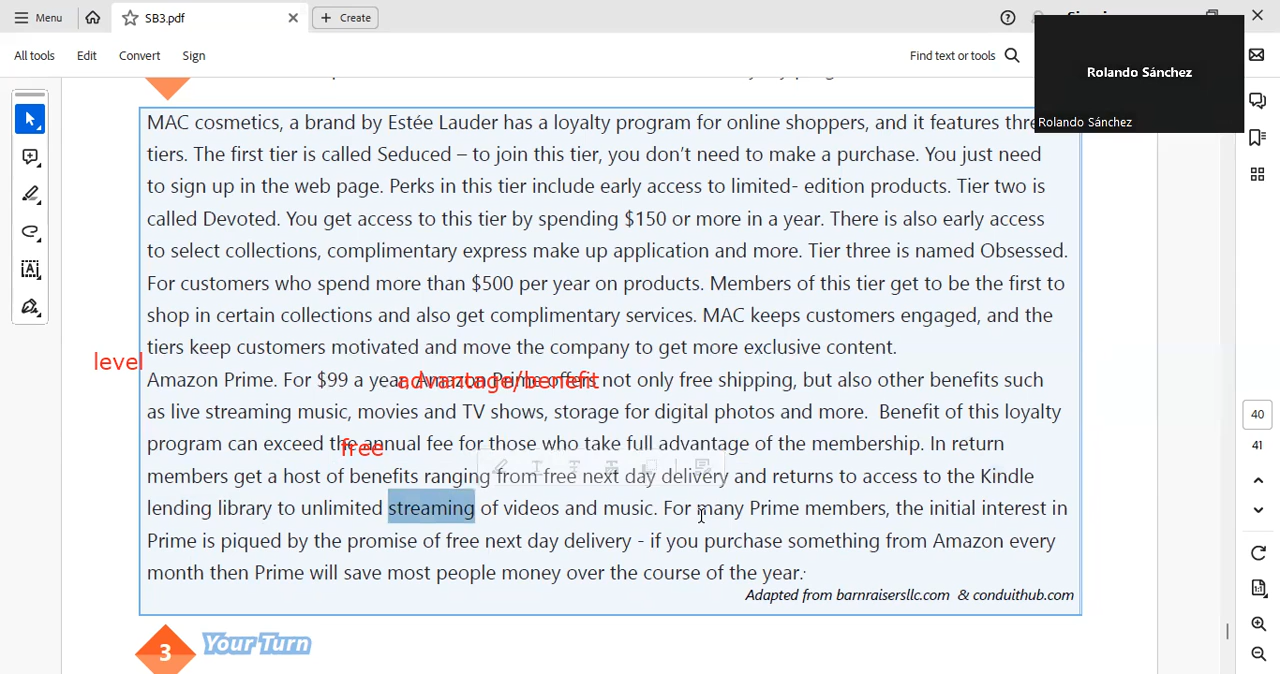 Menu
SB3.pdf
Create
All tools Edit Convert Sign
Find text or tools
Rolando Sánchez
Rolando Sánchez
MAC cosmetics, a brand by Estée Lauder has a loyalty program for online shoppers, and it features
tiers. The first tier is called Seduced – to join this tier, you don't need to make a purchase. You just need
to sign up in the web page. Perks in this tier include early access to limited- edition products. Tier two is
called Devoted. You get access to this tier by spending $150 or more in a year. There is also early access
to select collections, complimentary express make up application and more. Tier three is named Obsessed.
For customers who spend more than $500 per year on products. Members of this tier get to be the first to
shop in certain collections and also get complimentary services. MAC keeps customers engaged, and the
tiers keep customers motivated and move the company to get more exclusive content.
level
Amazon Prime. For $99 a year, Amazon Prime offers not only free shipping, but also other benefits such
advantage/benefit
as live streaming music, movies and TV shows, storage for digital photos and more. Benefit of this loyalty
program can exceed the annual fee for those who take full advantage of the membership. In return
free
members get a host of benefits ranging from free next day delivery and returns to access to the Kindle
lending library to unlimited streaming of videos and music. For many Prime members, the initial interest in
Prime is piqued by the promise of free next day delivery - if you purchase something from Amazon every
month then Prime will save most people money over the course of the year.
Adapted from barnraisersllc.com & conduithub.com
3 Your Turn
40
41